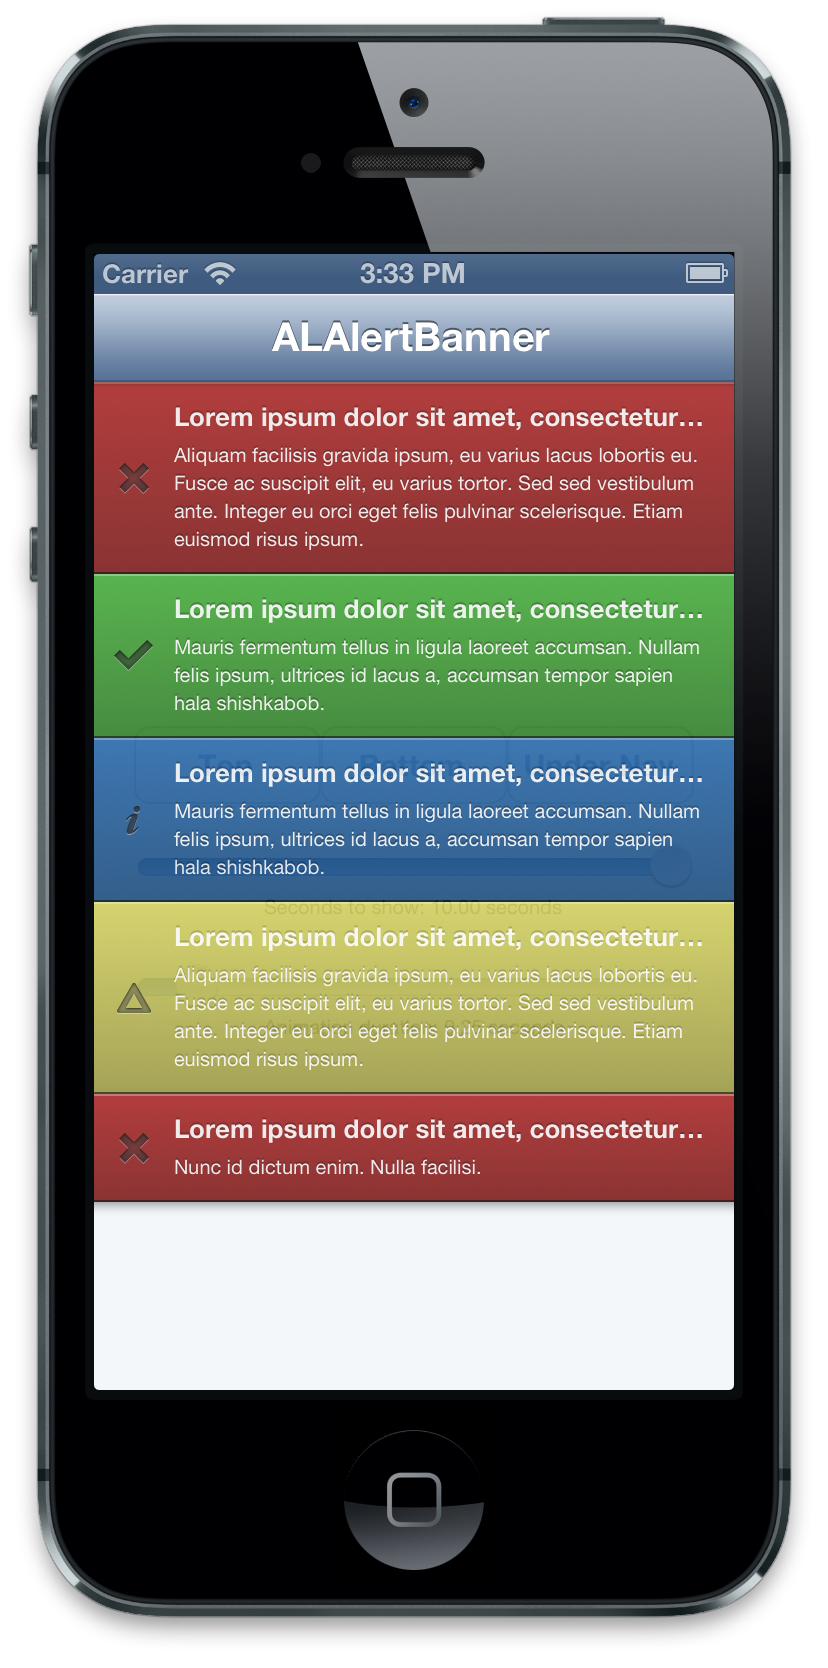 Carrier 3:33 PM
ALAlertBanner
Lorem ipsum dolor sit amet, consectetur...
Aliquam facilisis gravida ipsum, eu varius lacus lobortis eu.
Fusce ac suscipit elit, eu varius tortor. Sed sed vestibulum
ante. Integer eu orci eget felis pulvinar scelerisque. Etiam
euismod risus ipsum.
Lorem ipsum dolor sit amet, consectetur...
Mauris fermentum tellus in ligula laoreet accumsan. Nullam
felis ipsum, ultrices id lacus a, accumsan tempor sapien
hala shishkabob.
Top Bottom Under Nav
Lorem ipsum dolor sit amet, consectetur...
Mauris fermentum tellus in ligula laoreet accumsan. Nullam
felis ipsum, ultrices id lacus a, accumsan tempor sapien
hala shishkabob.
Seconds to show: 10.00 seconds
Lorem ipsum dolor sit amet, consectetur...
Aliquam facilisis gravida ipsum, eu varius lacus lobortis eu.
Fusce ac suscipit elit, eu varius tortor. Sed sed vestibulum
ante. Integer eu orci eget felis pulvinar scelerisque. Etiam
euismod risus ipsum.
Lorem ipsum dolor sit amet, consectetur...
Nunc id dictum enim. Nulla facilisi.